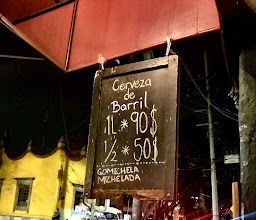 Cerveza
de
Barril
1L * 90$
½ * 50$
GOMICHELA
MICHELADA